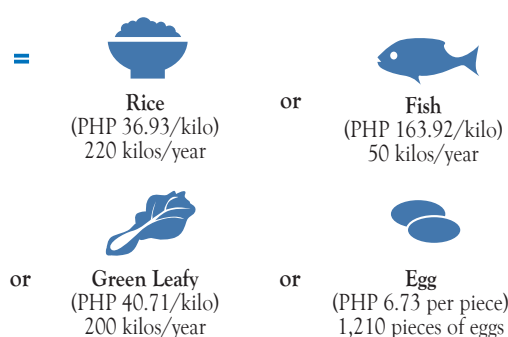 =
Rice
(PHP 36.93/kilo)
220 kilos/year
or
Fish
(PHP 163.92/kilo)
50 kilos/year
or
Green Leafy
(PHP 40.71/kilo)
200 kilos/year
or
Egg
(PHP 6.73 per piece)
1,210 pieces of eggs